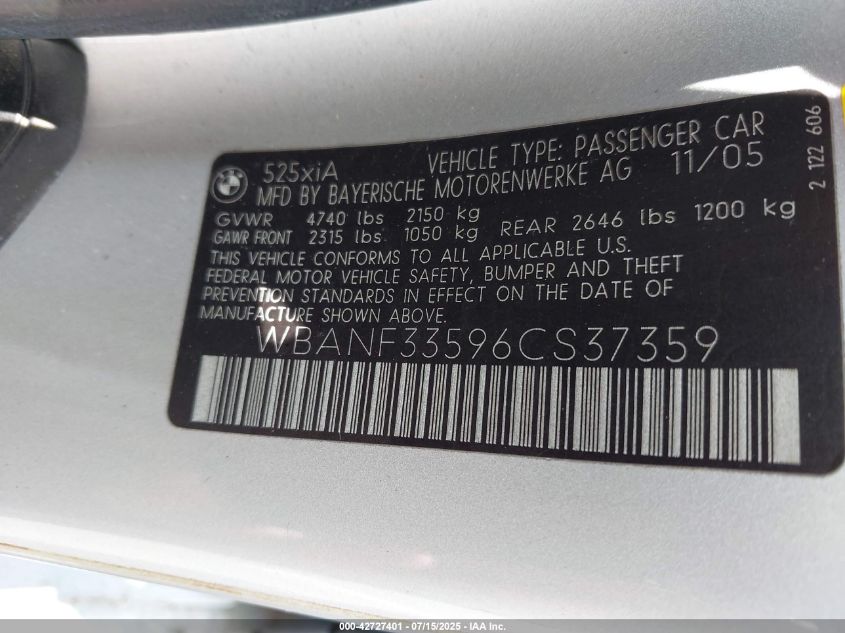 525xiA VEHICLE TYPE: PASSENGER CAR
MFD BY BAYERISCHE MOTORENWERKE AG 11/05
GVWR 4740 lbs 2150 kg
GAWR FRONT 2315 lbs 1050 kg REAR 2646 lbs 1200 kg
THIS VEHICLE CONFORMS TO ALL APPLICABLE U.S.
FEDERAL MOTOR VEHICLE SAFETY, BUMPER AND THEFT
PREVENTION STANDARDS IN EFFECT ON THE DATE OF
MANUFACTURE SHOWN ABOVE.
WBANF33596CS37359
2 122 606
000-42727401 - 07/15/2025 - IAA Inc.